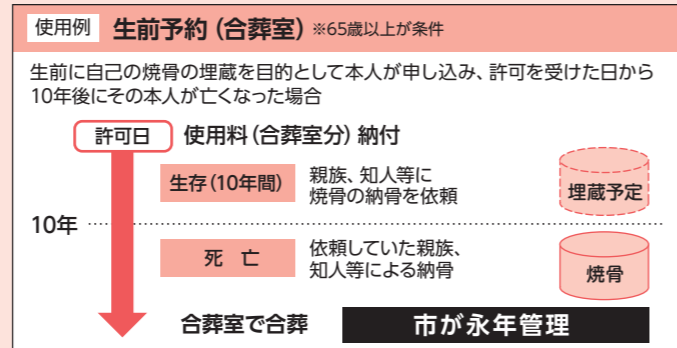 使用例 生前予約（合葬室） ※65歳以上が条件
生前に自己の焼骨の埋蔵を目的として本人が申し込み、許可を受けた日から
10年後にその本人が亡くなった場合
許可日 使用料（合葬室分）納付
生存（10年間） 親族、知人等に
焼骨の納骨を依頼
埋蔵予定
10年
死 亡 依頼していた親族、
知人等による納骨
焼骨
合葬室で合葬 市が永年管理